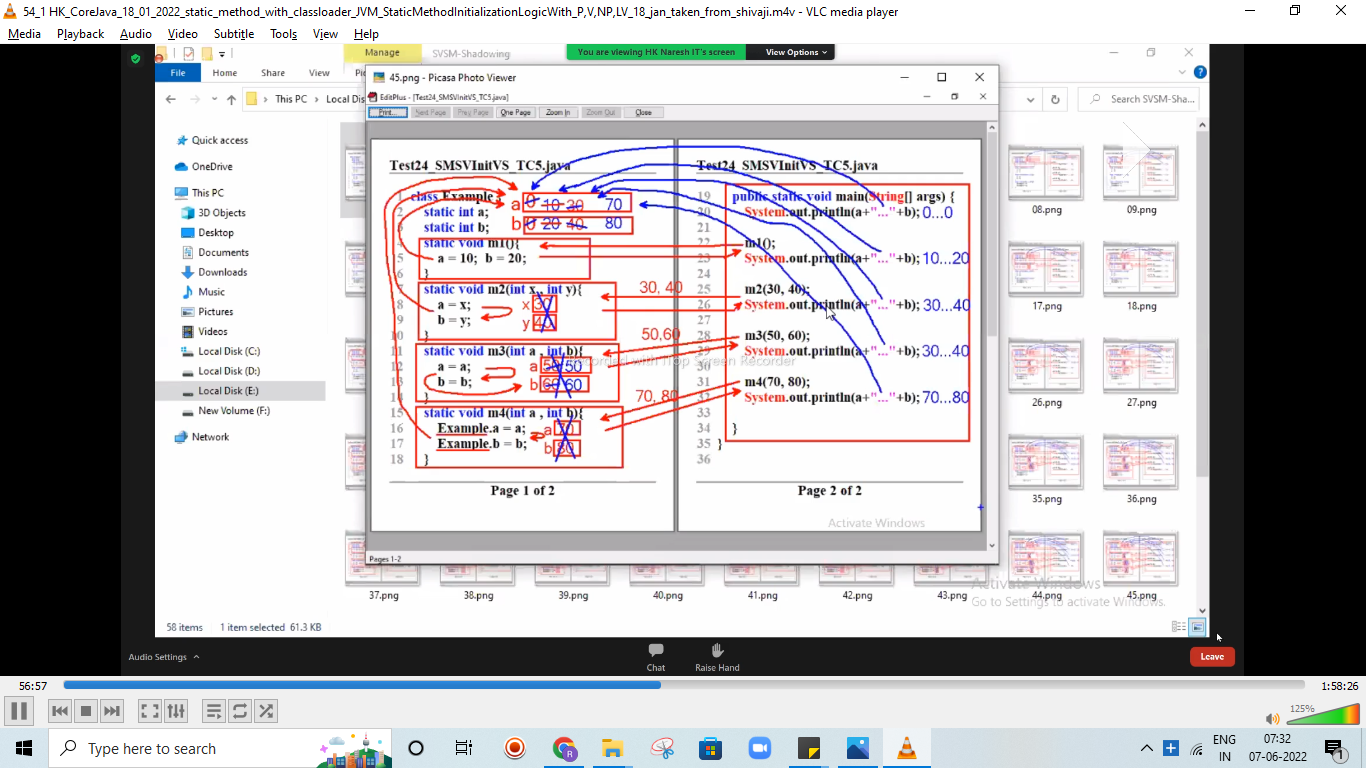 54_1 HK_CoreJava_18_01_2022_static_method_with_classloader_JVM_StaticMethodInitializationLogicWith_P,V,NP,LV_18_jan_taken_from_shivaji.m4v - VLC media player
Media Playback Audio Video Subtitle Tools View Help
Manage SVSM-Shadowing
You are viewing HK Naresh IT's screen View Options
File Home Share View
45.png - Picasa Photo Viewer
EditPlus - [Test24_SMSVInitVS_TC5.java]
This PC Local Dis
Search SVSM-Sha...
Print... Next Page Prev Page One Page Zoom In Zoom Out Close
Quick access
OneDrive
This PC
3D Objects
Desktop
Documents
Downloads
Music
Pictures
Videos
Local Disk (C:)
Local Disk (D:)
Local Disk (E:)
New Volume (F:)
Network
Test24_SMSVInitVS_TC5.java
1 class Example {
2 static int a;
3 static int b;
4 static void m1(){
5 a = 10; b = 20;
6 }
7 static void m2(int x , int y){
8 a = x;
9 b = y;
10 }
11 static void m3(int a , int b){
12 a = a;
13 b = b;
14 }
15 static void m4(int a , int b){
16 Example.a = a;
17 Example.b = b;
18 }
a 0 10 30 70
b 0 20 40 80
x 30
y 40
a 50 50
b 60 60
a 70
b 80
Page 1 of 2
30, 40
50,60
70, 80
Test24_SMSVInitVS_TC5.java
19 public static void main(String[] args) {
20 System.out.println(a+"..."+b); 0...0
21
22 m1();
23 System.out.println(a+"..."+b); 10...20
24
25 m2(30, 40);
26 System.out.println(a+"..."+b); 30...40
27
28 m3(50, 60);
29 System.out.println(a+"..."+b); 30...40
30
31 m4(70, 80);
32 System.out.println(a+"..."+b); 70...80
33
34 }
35 }
36
Page 2 of 2
Activate Windows
Pages 1-2
08.png 09.png
17.png 18.png
26.png 27.png
35.png 36.png
37.png 38.png 39.png 40.png 41.png 42.png 43.png 44.png 45.png
Activate Windows
Go to Settings to activate Windows.
58 items 1 item selected 61.3 KB
Audio Settings Chat Raise Hand Leave
56:57 1:58:26
125%
Type here to search
ENG
IN
07:32
07-06-2022
1